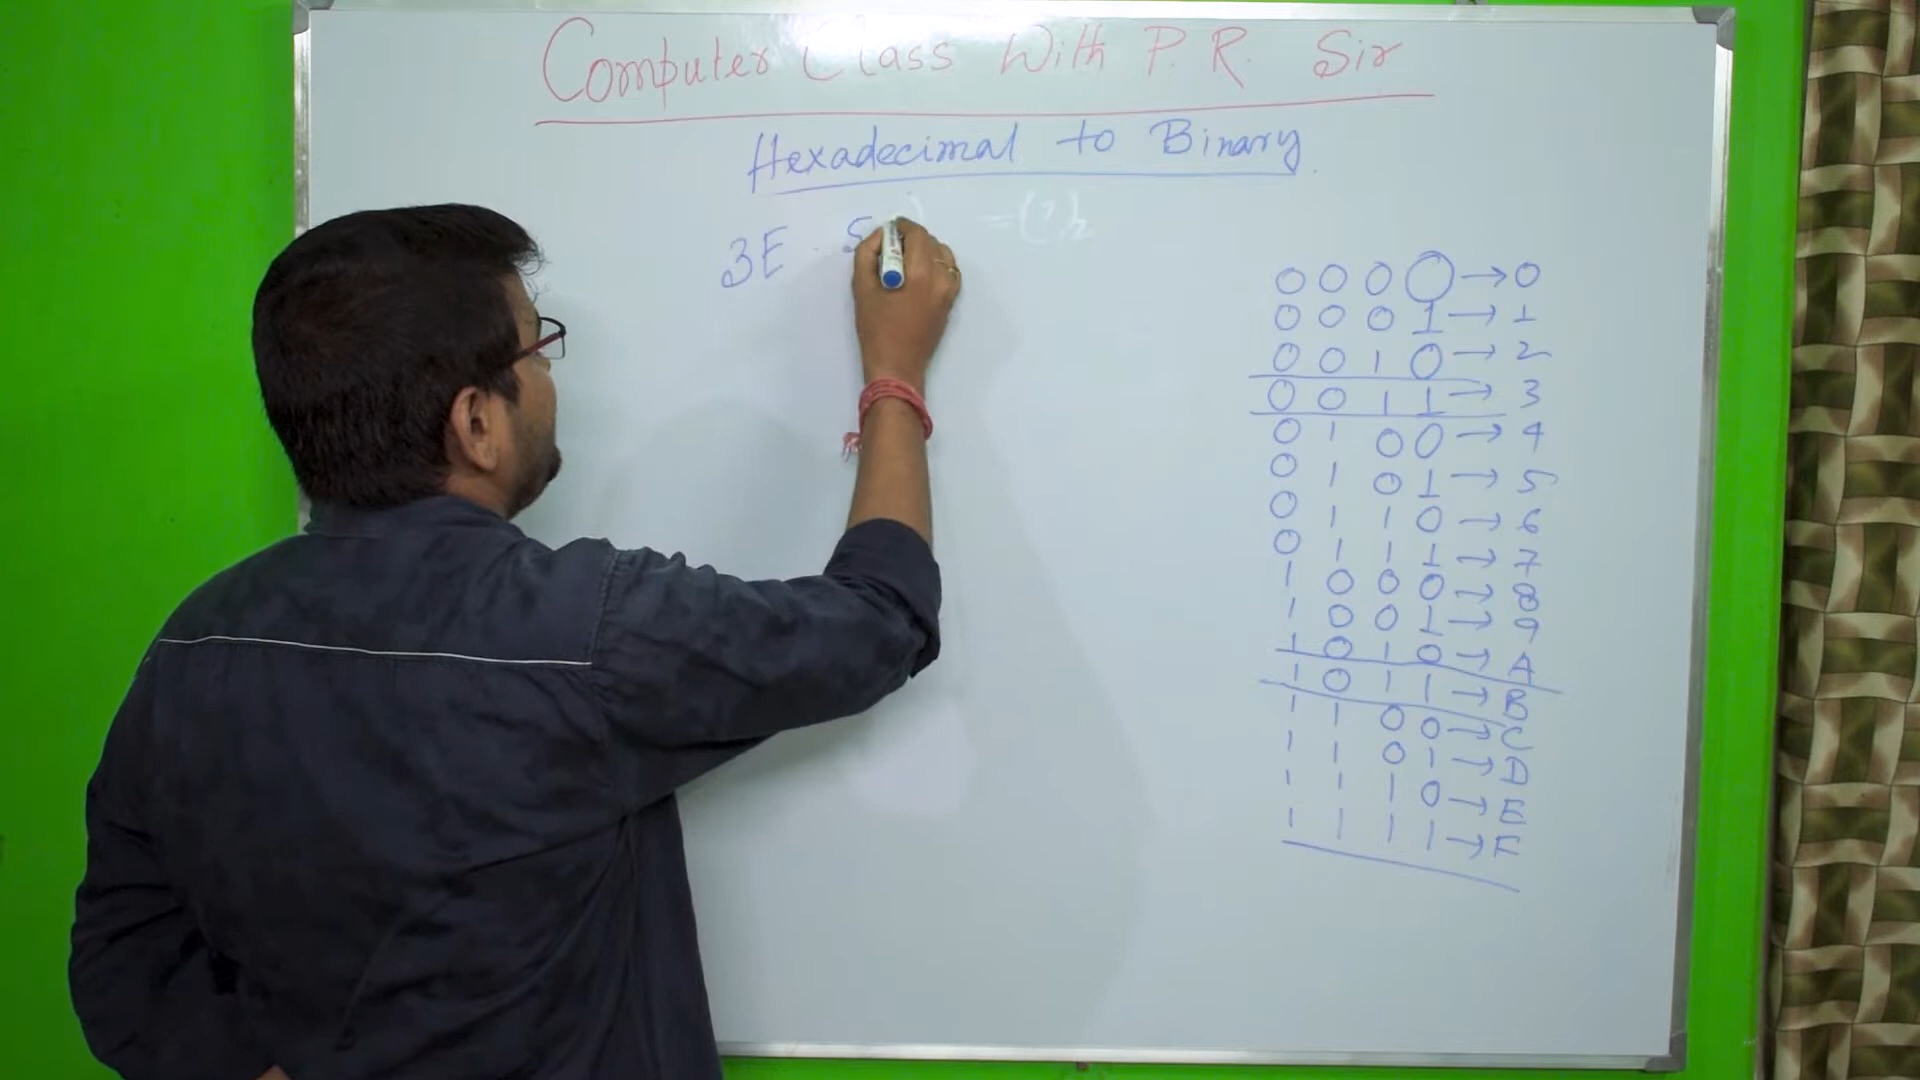 Computer Class With P. R. Sir
Hexadecimal to Binary
3E . 5 ) = (?)2
0 0 0 0 → 0
0 0 0 1 → 1
0 0 1 0 → 2
0 0 1 1 → 3
0 1 0 0 → 4
0 1 0 1 → 5
0 1 1 0 → 6
0 1 1 1 → 7
1 0 0 0 → 8
1 0 0 1 → 9
1 0 1 0 → A
1 0 1 1 → B
1 1 0 0 → C
1 1 0 1 → D
1 1 1 0 → E
1 1 1 1 → F